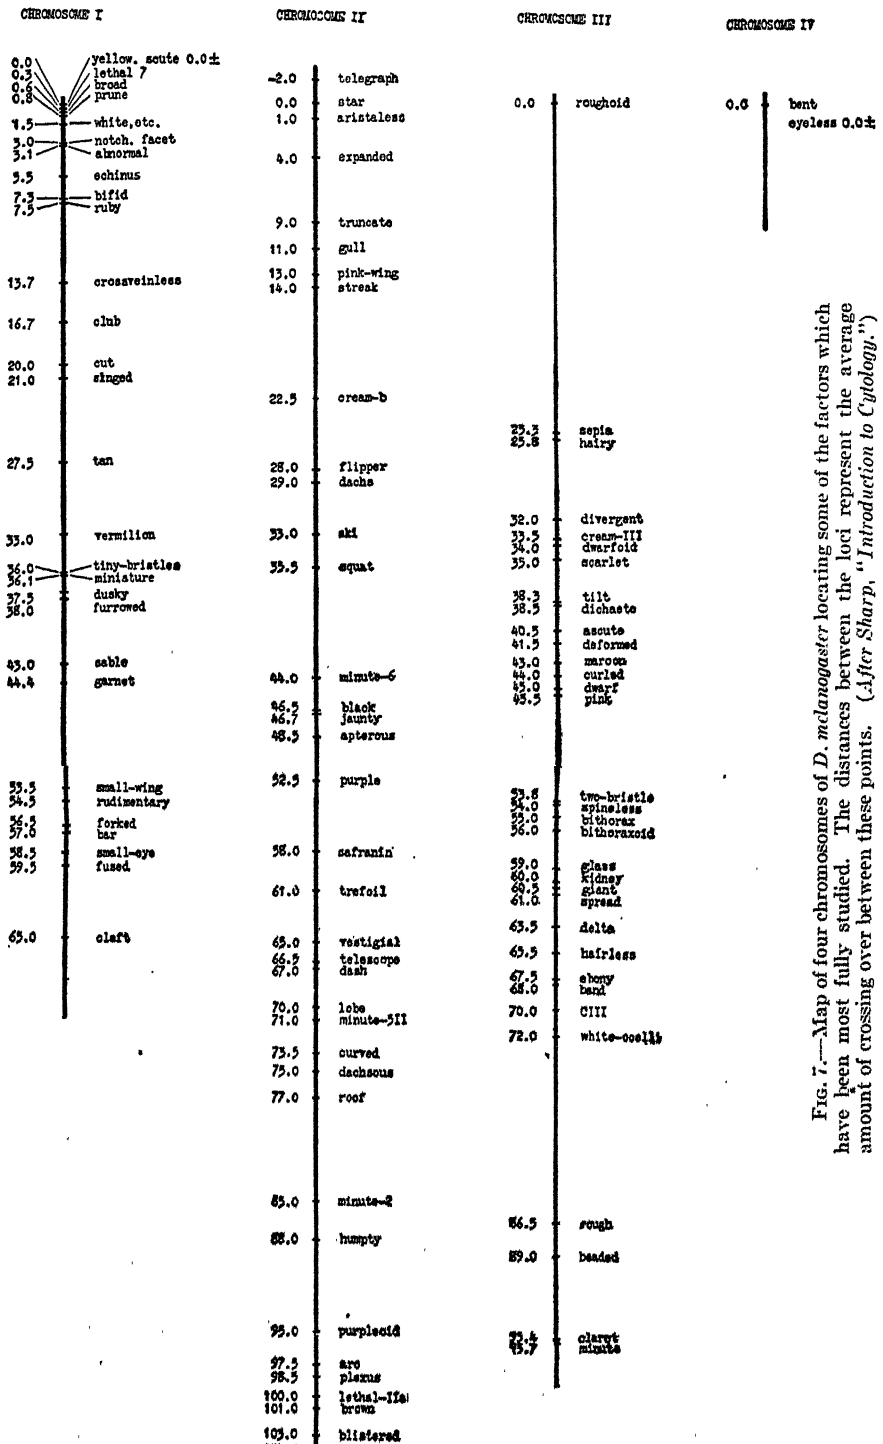 CHROMOSOME I
0.0 yellow. scute 0.0±
0.3 lethal 7
0.6 broad
0.8 prune
1.5 white, etc.
3.0 notch. facet
3.1 abnormal
5.5 echinus
7.3 bifid
7.5 ruby
13.7 crossveinless
16.7 club
20.0 cut
21.0 singed
27.5 tan
33.0 vermilion
36.0 tiny-bristles
36.1 miniature
37.5 dusky
38.0 furrowed
43.0 sable
44.4 garnet
53.5 small-wing
54.5 rudimentary
56.5 forked
57.0 bar
58.5 small-eye
59.5 fused
65.0 claft
CHROMOSOME II
-2.0 telegraph
0.0 star
1.0 aristaless
4.0 expanded
9.0 truncate
11.0 gull
13.0 pink-wing
14.0 streak
22.5 cream-b
28.0 flipper
29.0 dachs
33.0 ski
35.5 squat
44.0 minute-6
46.5 black
46.7 jaunty
48.5 apterous
52.5 purple
58.0 safranin
61.0 trefoil
65.0 vestigial
66.5 telescope
67.0 dash
70.0 lobe
71.0 minute-5II
73.5 curved
75.0 dachsous
77.0 roof
85.0 minute-2
88.0 humpty
95.0 purpleoid
97.5 arc
98.5 plexus
100.0 lethal-IIa
101.0 brown
103.0 blistered
CHROMOSOME III
0.0 roughoid
25.3 sepia
25.8 hairy
32.0 divergent
33.5 cream-III
34.0 dwarfoid
35.0 scarlet
38.3 tilt
38.5 dichaete
40.5 ascute
41.5 deformed
43.0 maroon
44.0 curled
45.0 dwarf
45.5 pink
53.8 two-bristle
54.0 spineless
55.0 bithorax
56.0 bithoraxoid
59.0 glass
60.0 kidney
60.5 giant
61.0 spread
63.5 delta
65.5 hairless
67.5 ebony
68.0 band
70.0 CIII
72.0 white-ocelli
86.5 rough
89.0 beaded
93.4 claret
93.7 minute
CHROMOSOME IV
0.0 bent
eyeless 0.0±
FIG. 7.—Map of four chromosomes of D. melanogaster locating some of the factors which
have been most fully studied. The distances between the loci represent the average
amount of crossing over between these points. (After Sharp, "Introduction to Cytology.")